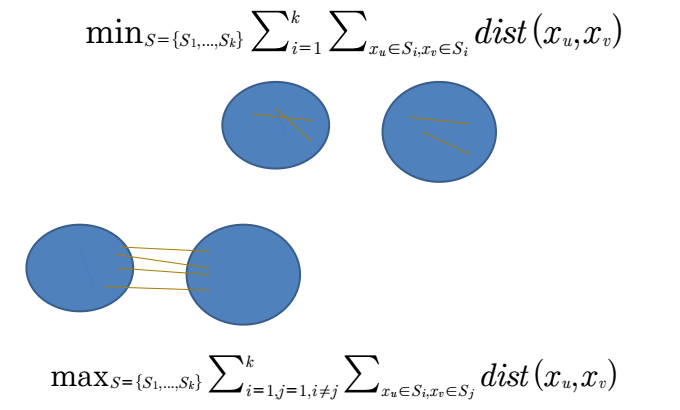 min_{S={S_1,...,S_k}} ∑_{i=1}^{k} ∑_{x_u∈S_i,x_v∈S_i} dist(x_u,x_v)
max_{S={S_1,...,S_k}} ∑_{i=1,j=1,i≠j}^{k} ∑_{x_u∈S_i,x_v∈S_j} dist(x_u,x_v)